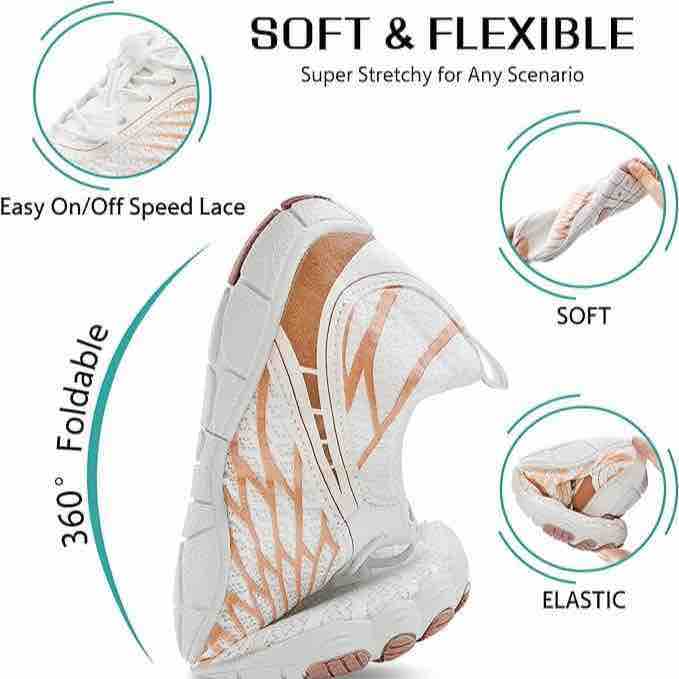 SOFT & FLEXIBLE
Super Stretchy for Any Scenario
Easy On/Off Speed Lace
SOFT
360° Foldable
ELASTIC